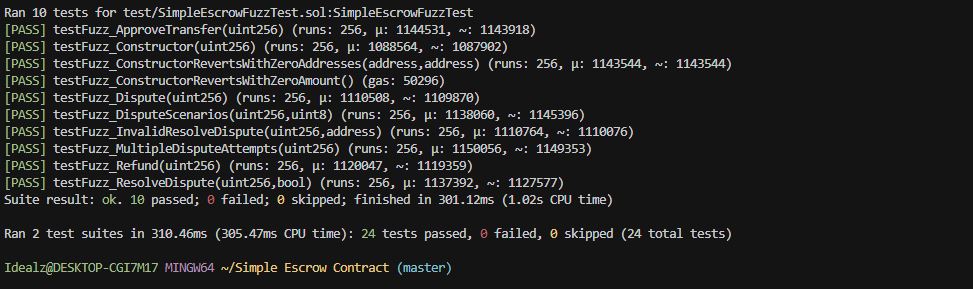 Ran 10 tests for test/SimpleEscrowFuzzTest.sol:SimpleEscrowFuzzTest
[PASS] testFuzz_ApproveTransfer(uint256) (runs: 256, μ: 1144531, ~: 1143918)
[PASS] testFuzz_Constructor(uint256) (runs: 256, μ: 1088564, ~: 1087902)
[PASS] testFuzz_ConstructorRevertsWithZeroAddresses(address,address) (runs: 256, μ: 1143544, ~: 1143544)
[PASS] testFuzz_ConstructorRevertsWithZeroAmount() (gas: 50296)
[PASS] testFuzz_Dispute(uint256) (runs: 256, μ: 1110508, ~: 1109870)
[PASS] testFuzz_DisputeScenarios(uint256,uint8) (runs: 256, μ: 1138060, ~: 1145396)
[PASS] testFuzz_InvalidResolveDispute(uint256,address) (runs: 256, μ: 1110764, ~: 1110076)
[PASS] testFuzz_MultipleDisputeAttempts(uint256) (runs: 256, μ: 1150056, ~: 1149353)
[PASS] testFuzz_Refund(uint256) (runs: 256, μ: 1120047, ~: 1119359)
[PASS] testFuzz_ResolveDispute(uint256,bool) (runs: 256, μ: 1137392, ~: 1127577)
Suite result: ok. 10 passed; 0 failed; 0 skipped; finished in 301.12ms (1.02s CPU time)
Ran 2 test suites in 310.46ms (305.47ms CPU time): 24 tests passed, 0 failed, 0 skipped (24 total tests)
Idealz@DESKTOP-CGI7M17 MINGW64 ~/Simple Escrow Contract (master)